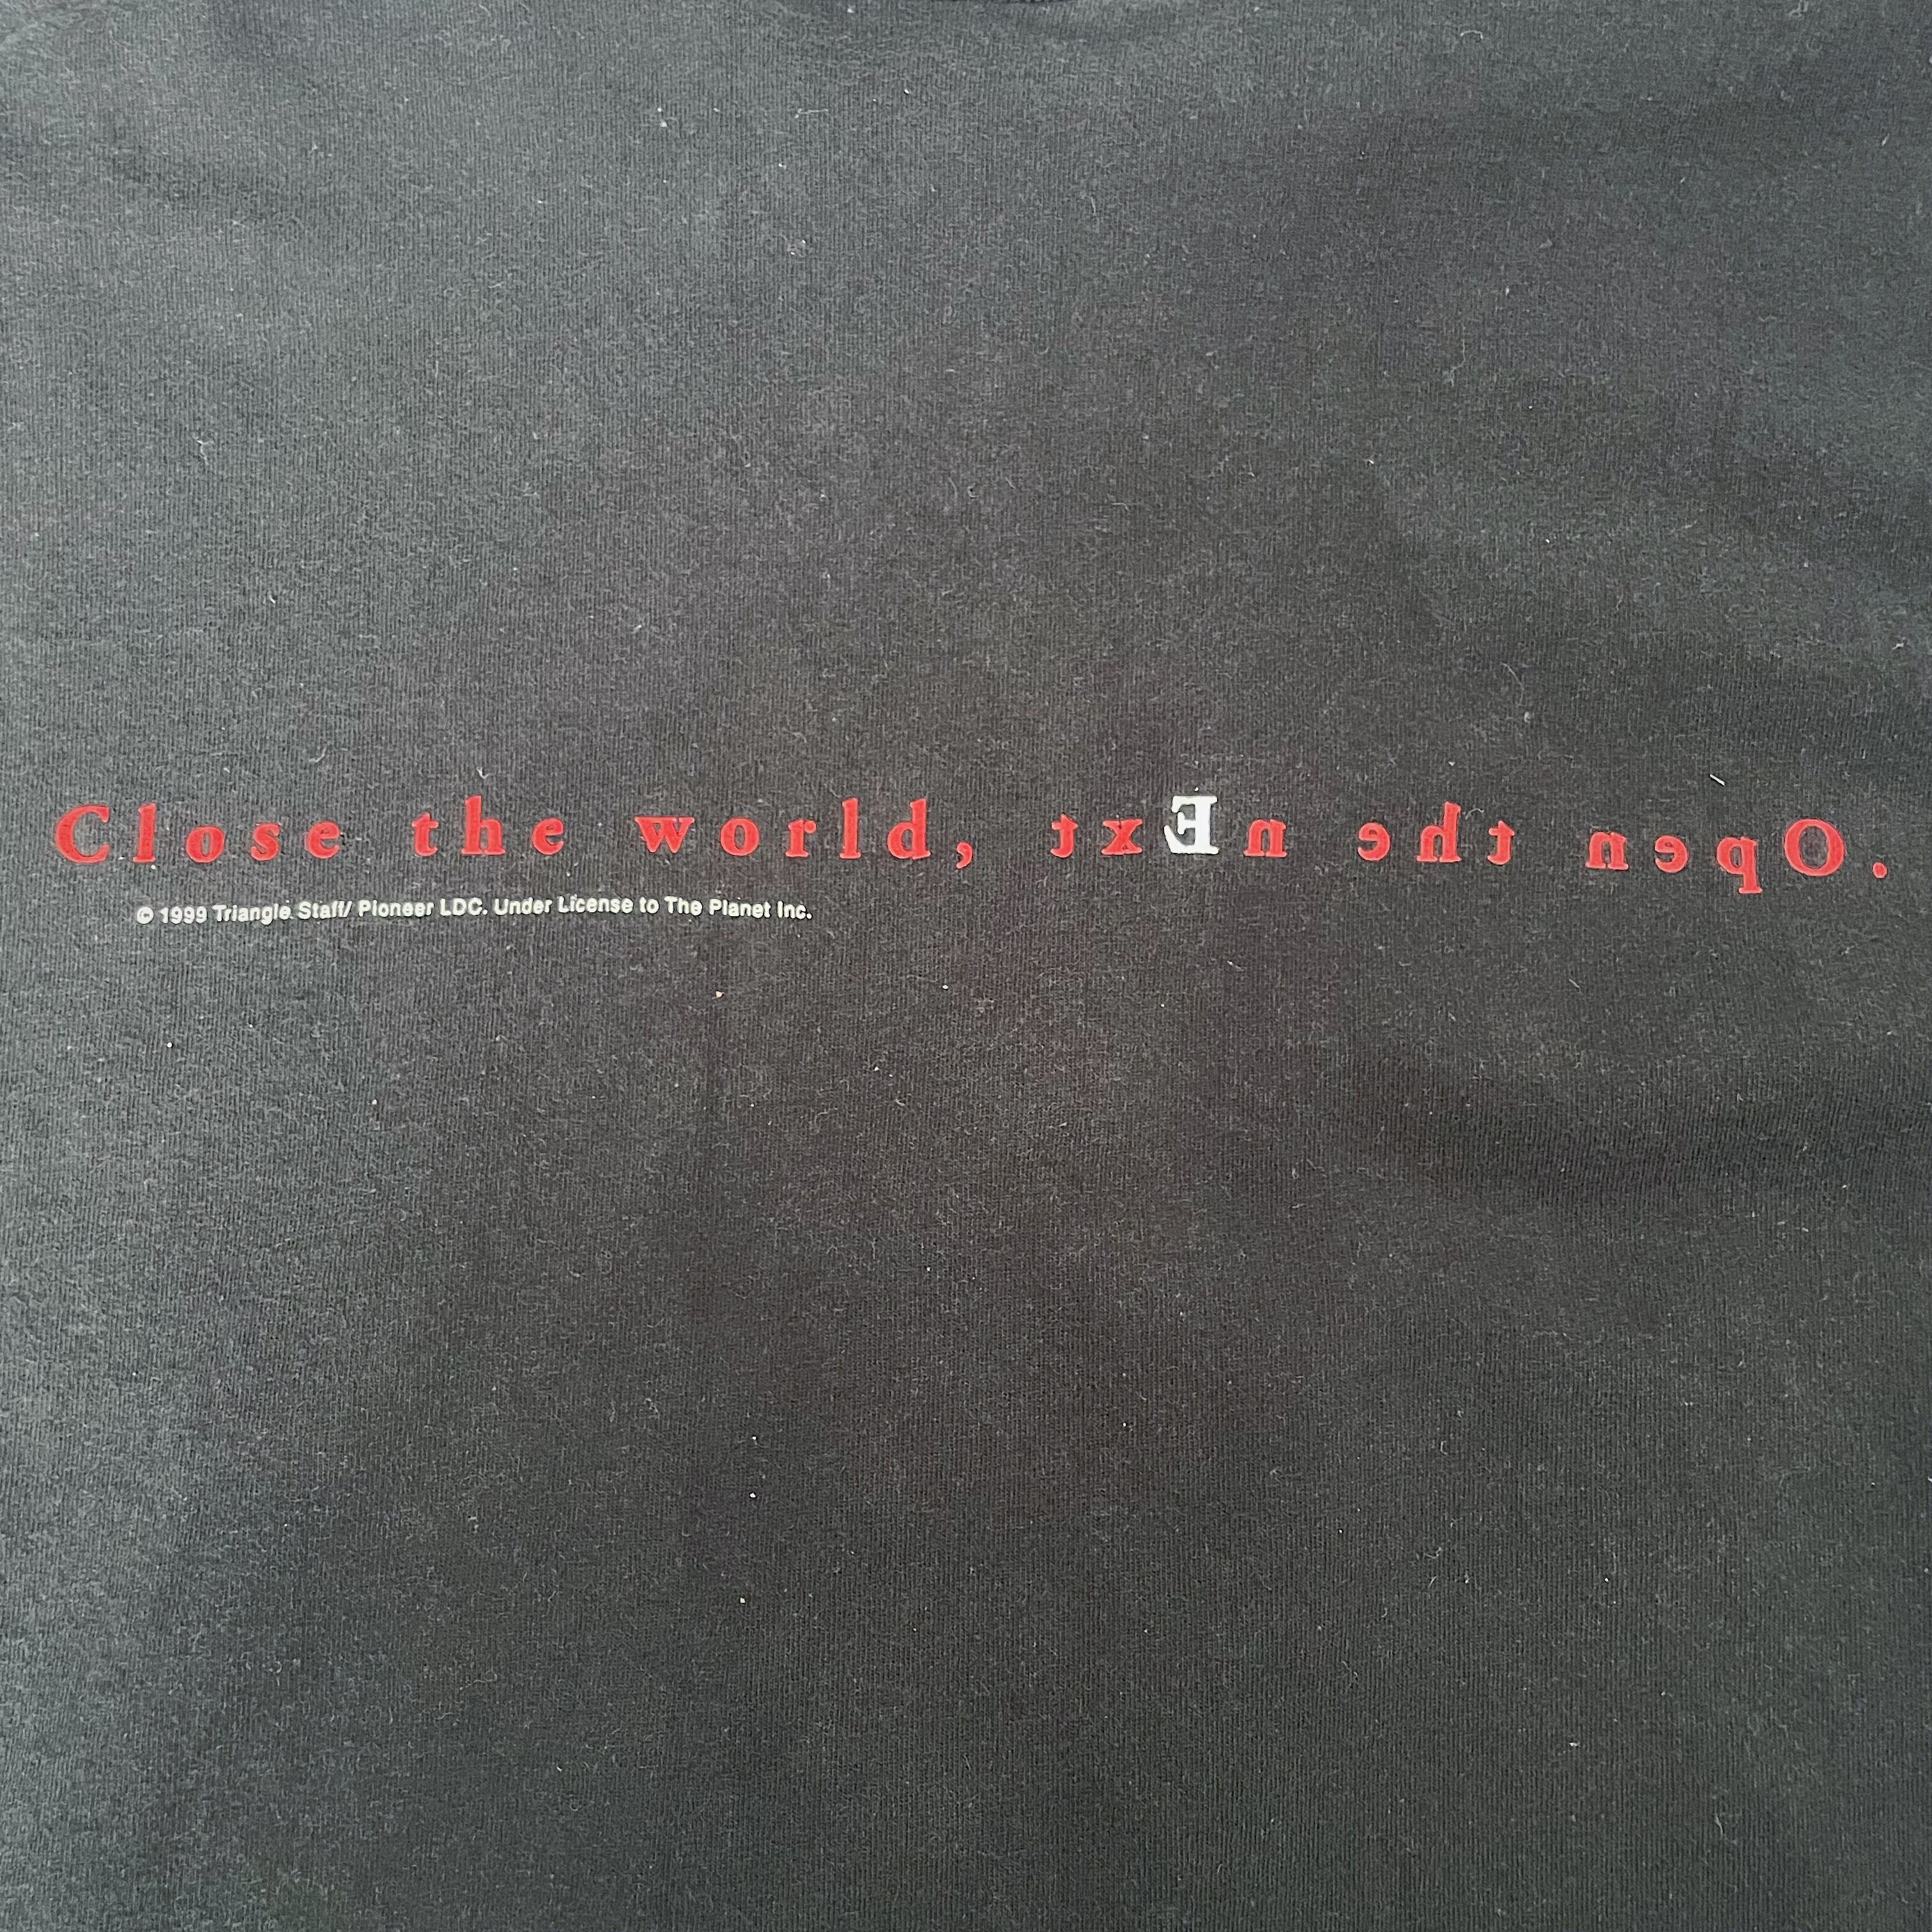 Close the world, txEn eht nepO.
© 1999 Triangle Staff/ Pioneer LDC. Under License to The Planet Inc.